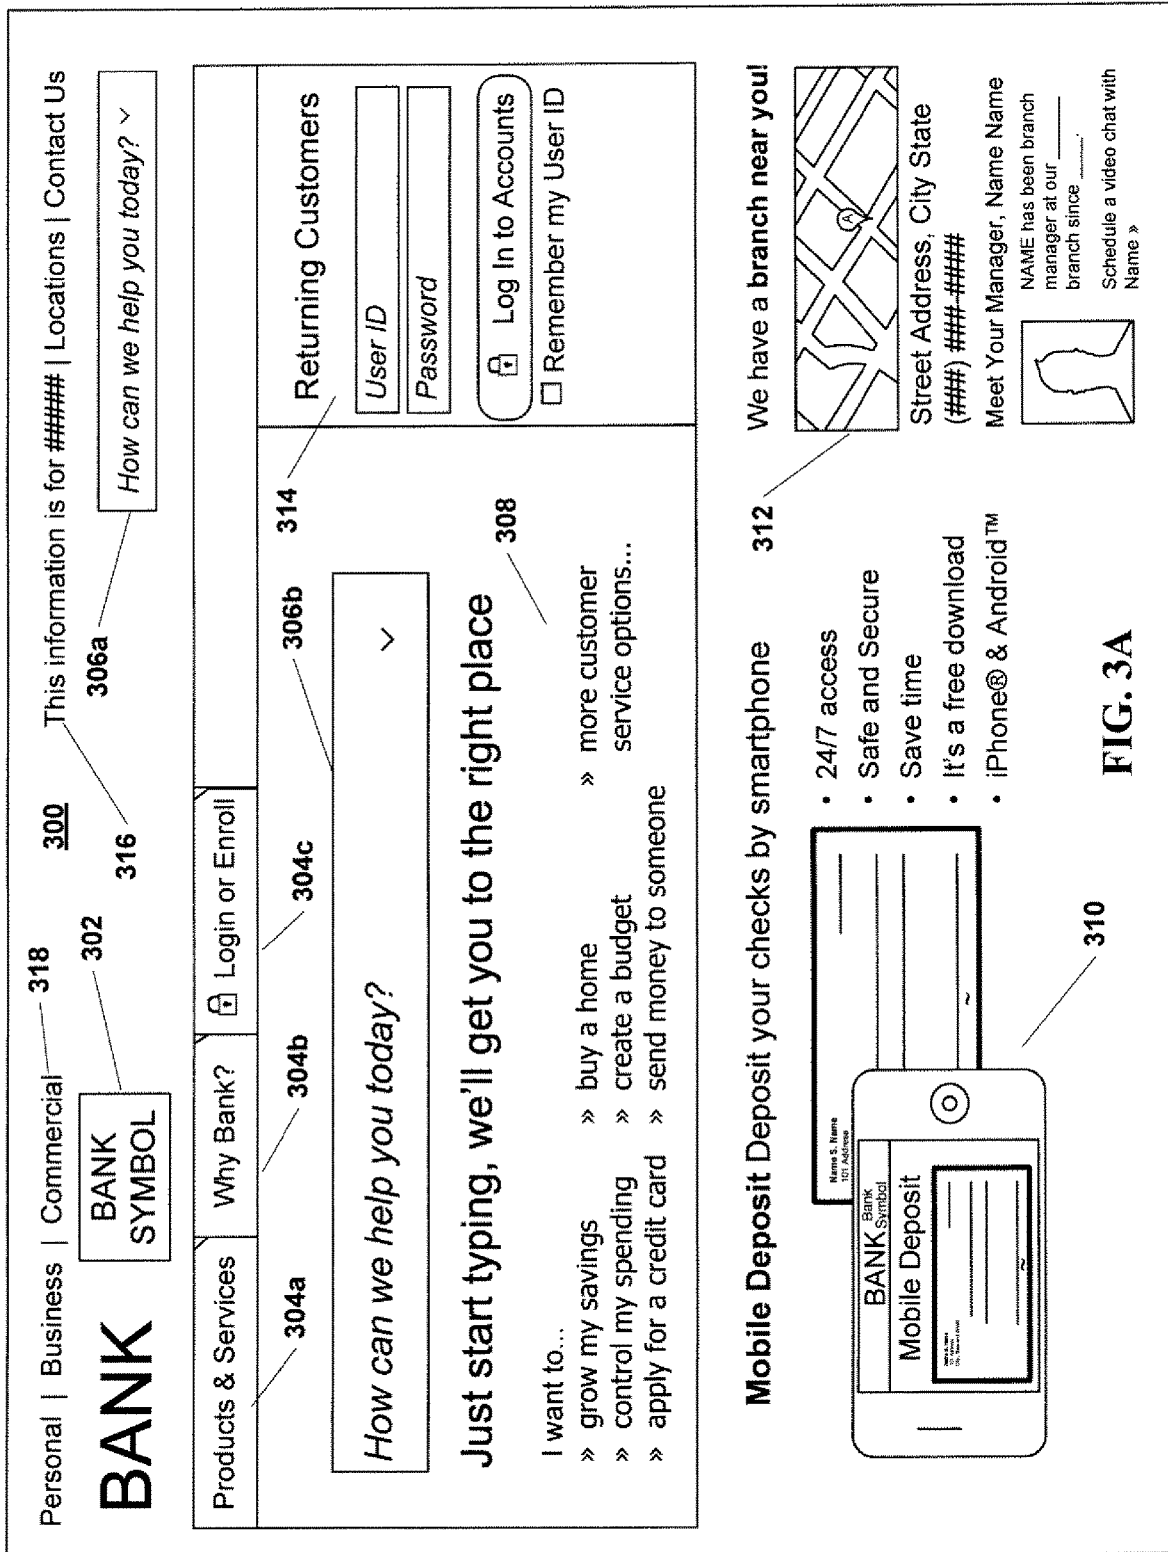 Personal | Business | Commercial
318
300
316
This information is for ##### | Locations | Contact Us
BANK
BANK
SYMBOL
302
306a
How can we help you today?
Products & Services
Why Bank?
Login or Enroll
304a
304b
304c
306b
314
How can we help you today?
Just start typing, we'll get you to the right place
308
I want to...
» grow my savings
» control my spending
» apply for a credit card
» buy a home
» create a budget
» send money to someone
» more customer
service options...
Returning Customers
User ID
Password
Log In to Accounts
☐ Remember my User ID
Mobile Deposit Deposit your checks by smartphone
• 24/7 access
• Safe and Secure
• Save time
• It's a free download
• iPhone® & Android™
Name S. Name
101 Address
BANK Bank
Symbol
Mobile Deposit
310
312
We have a branch near you!
A
Street Address, City State
(###) ###-####
Meet Your Manager, Name Name
NAME has been branch
manager at our ______
branch since ____.
Schedule a video chat with
Name »
FIG. 3A